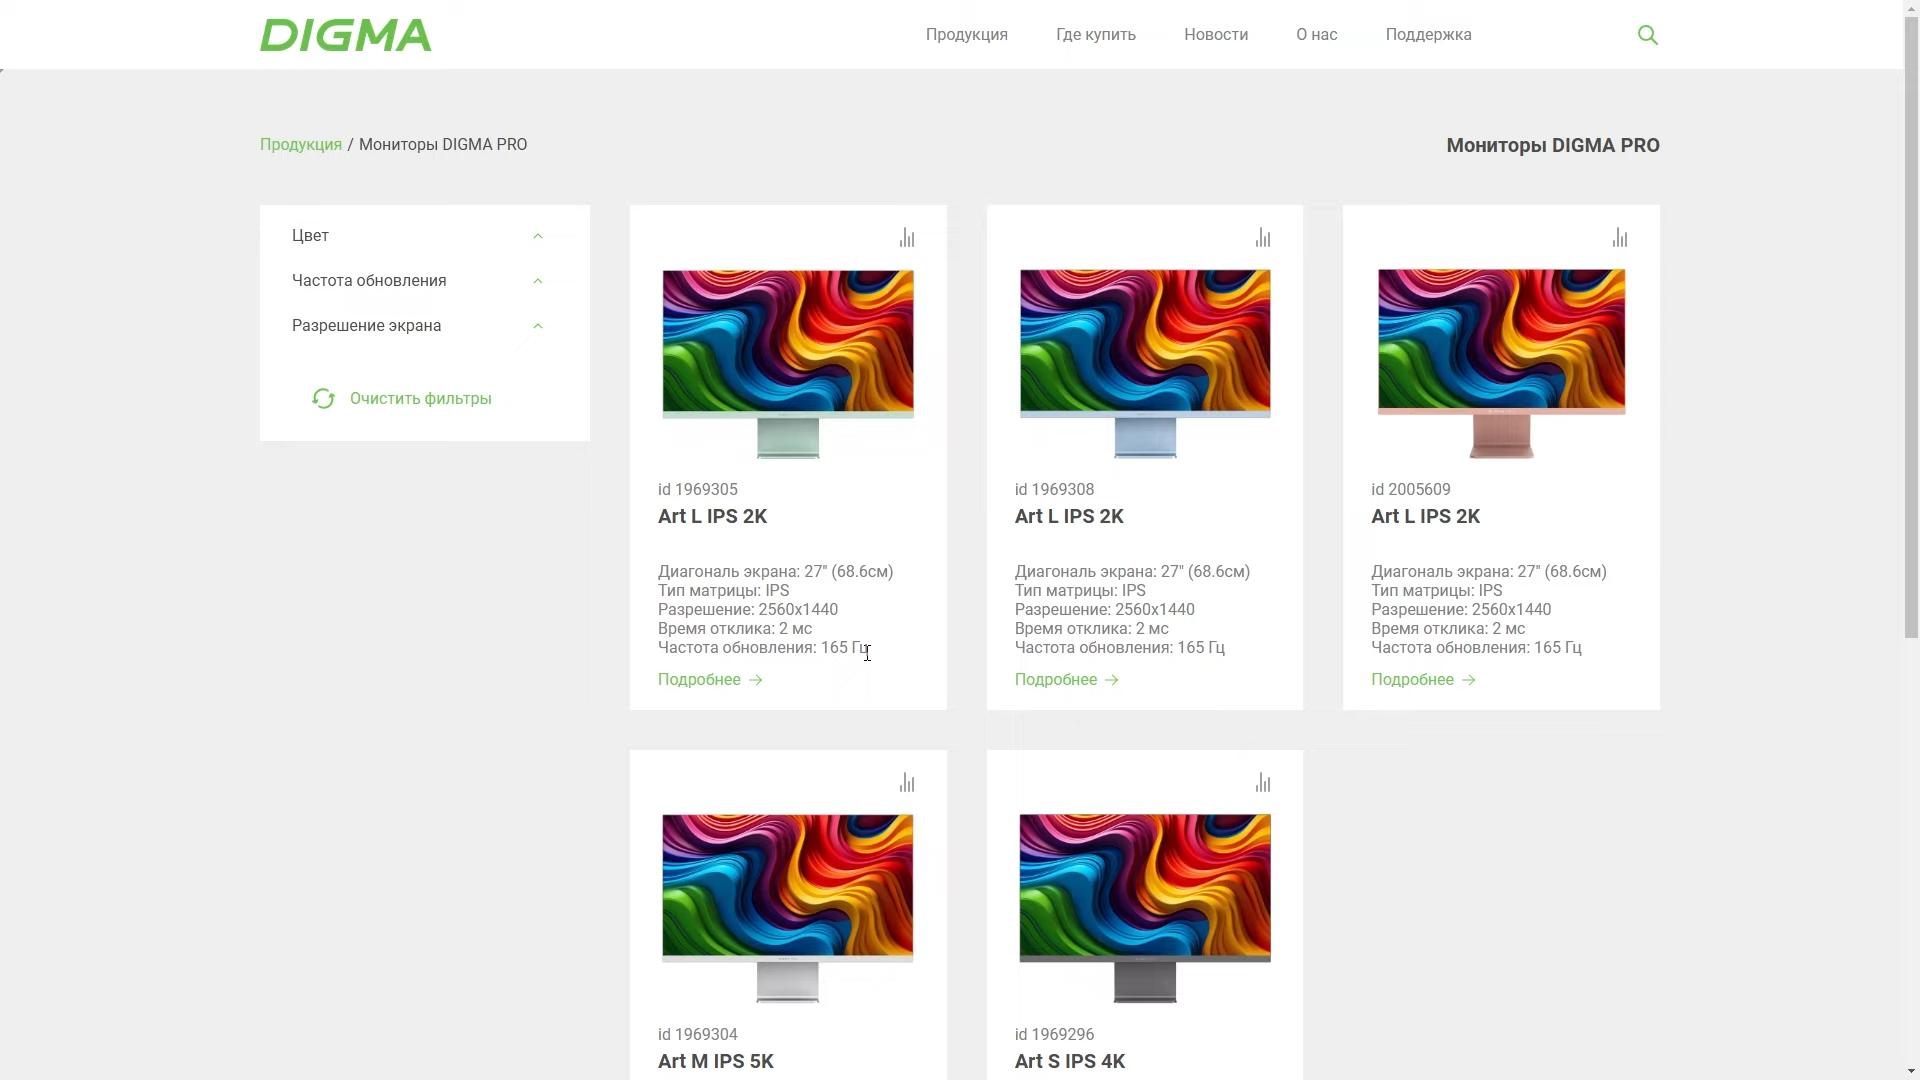 DIGMA
Продукция
Где купить
Новости
О нас
Поддержка
Продукция / Мониторы DIGMA PRO
Мониторы DIGMA PRO
Цвет
Частота обновления
Разрешение экрана
Очистить фильтры
id 1969305
Art L IPS 2K
Диагональ экрана: 27" (68.6см)
Тип матрицы: IPS
Разрешение: 2560x1440
Время отклика: 2 мс
Частота обновления: 165 Гц
Подробнее
id 1969308
Art L IPS 2K
Диагональ экрана: 27" (68.6см)
Тип матрицы: IPS
Разрешение: 2560x1440
Время отклика: 2 мс
Частота обновления: 165 Гц
Подробнее
id 2005609
Art L IPS 2K
Диагональ экрана: 27" (68.6см)
Тип матрицы: IPS
Разрешение: 2560x1440
Время отклика: 2 мс
Частота обновления: 165 Гц
Подробнее
id 1969304
Art M IPS 5K
id 1969296
Art S IPS 4K